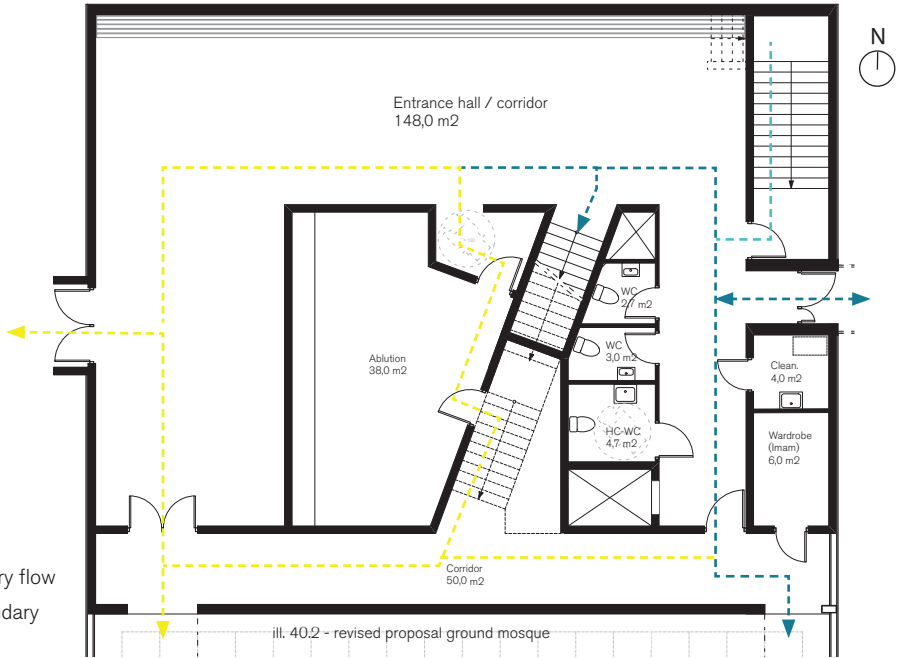 N
Entrance hall / corridor
148,0 m2
WC
2,7 m2
WC
3,0 m2
Ablution
38,0 m2
Clean.
4,0 m2
HC-WC
4,7 m2
Wardrobe
(Imam)
6,0 m2
Corridor
50,0 m2
ry flow
ndary
ill. 40.2 - revised proposal ground mosque